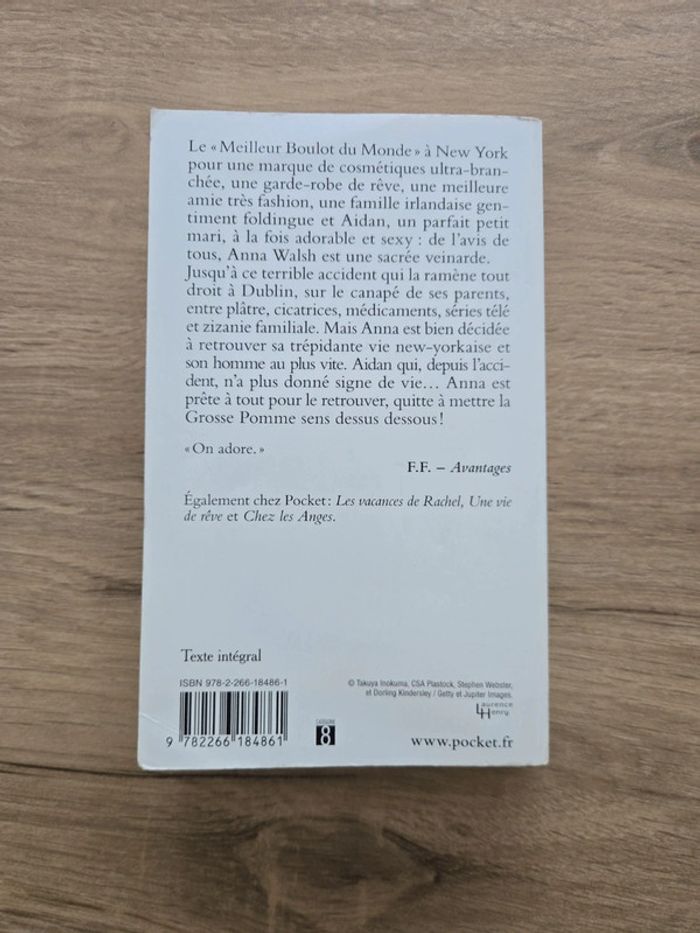 Le « Meilleur Boulot du Monde » à New York
pour une marque de cosmétiques ultra-bran-
chée, une garde-robe de rêve, une meilleure
amie très fashion, une famille irlandaise gen-
timent foldingue et Aidan, un parfait petit
mari, à la fois adorable et sexy : de l'avis de
tous, Anna Walsh est une sacrée veinarde.
Jusqu'à ce terrible accident qui la ramène tout
droit à Dublin, sur le canapé de ses parents,
entre plâtre, cicatrices, médicaments, séries télé
et zizanie familiale. Mais Anna est bien décidée
à retrouver sa trépidante vie new-yorkaise et
son homme au plus vite. Aidan qui, depuis l'acci-
dent, n'a plus donné signe de vie... Anna est
prête à tout pour le retrouver, quitte à mettre la
Grosse Pomme sens dessus dessous !
« On adore. »
F.F. – Avantages
Également chez Pocket : Les vacances de Rachel, Une vie
de rêve et Chez les Anges.
Texte intégral
ISBN 978-2-266-18486-1
© Takuya Inokuma, CSA Plastock, Stephen Webster,
et Dorling Kindersley / Getty et Jupiter Images.
Laurence
Henry
9 782266 184861
8
www.pocket.fr